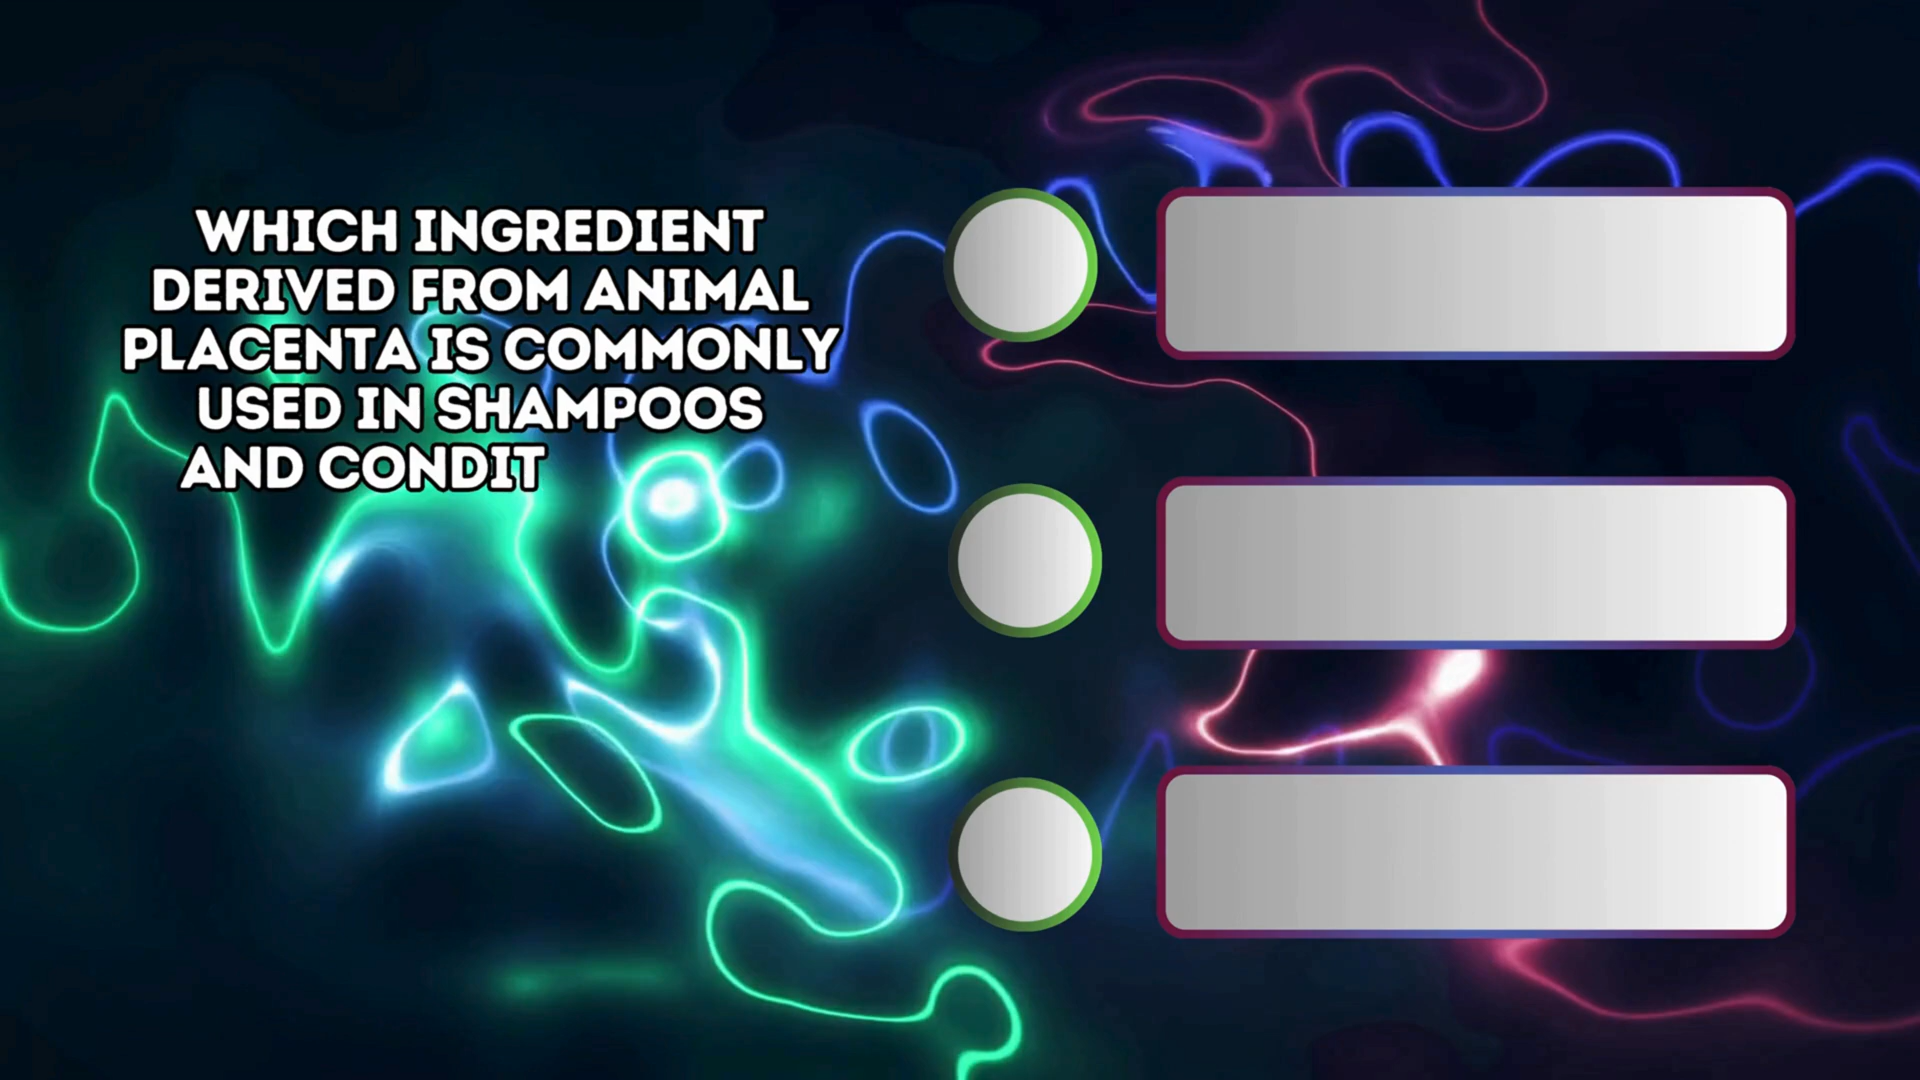 WHICH INGREDIENT
DERIVED FROM ANIMAL
PLACENTA IS COMMONLY
USED IN SHAMPOOS
AND CONDIT